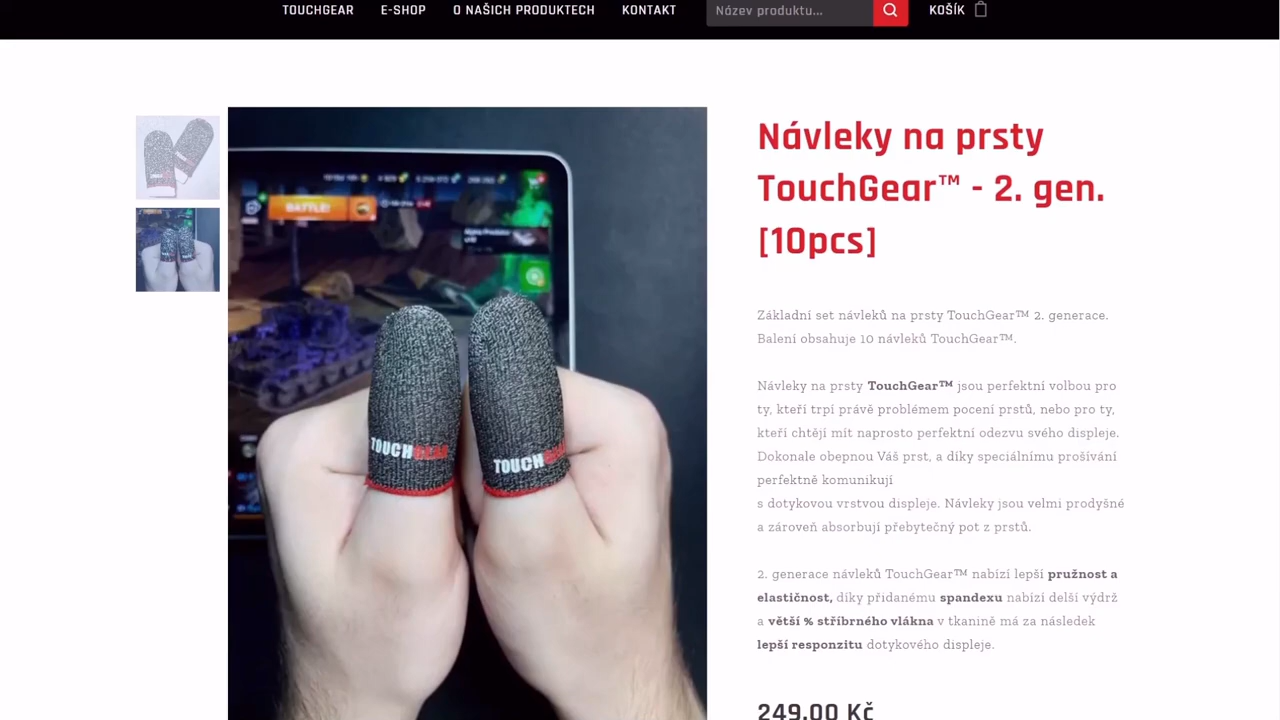 TOUCHGEAR E-SHOP O NAŠICH PRODUKTECH KONTAKT Název produktu... KOŠÍK
Návleky na prsty
TouchGear™ - 2. gen.
[10pcs]
BATTLE!
TOUCHGEAR
TOUCHGEAR
Základní set návleků na prsty TouchGear™ 2. generace.
Balení obsahuje 10 návleků TouchGear™.
Návleky na prsty TouchGear™ jsou perfektní volbou pro
ty, kteří trpí právě problémem pocení prstů, nebo pro ty,
kteří chtějí mít naprosto perfektní odezvu svého displeje.
Dokonale obepnou Váš prst, a díky speciálnímu prošívání
perfektně komunikují
s dotykovou vrstvou displeje. Návleky jsou velmi prodyšné
a zároveň absorbují přebytečný pot z prstů.
2. generace návleků TouchGear™ nabízí lepší pružnost a
elastičnost, díky přidanému spandexu nabízí delší výdrž
a větší % stříbrného vlákna v tkanině má za následek
lepší responzitu dotykového displeje.
249,00 Kč